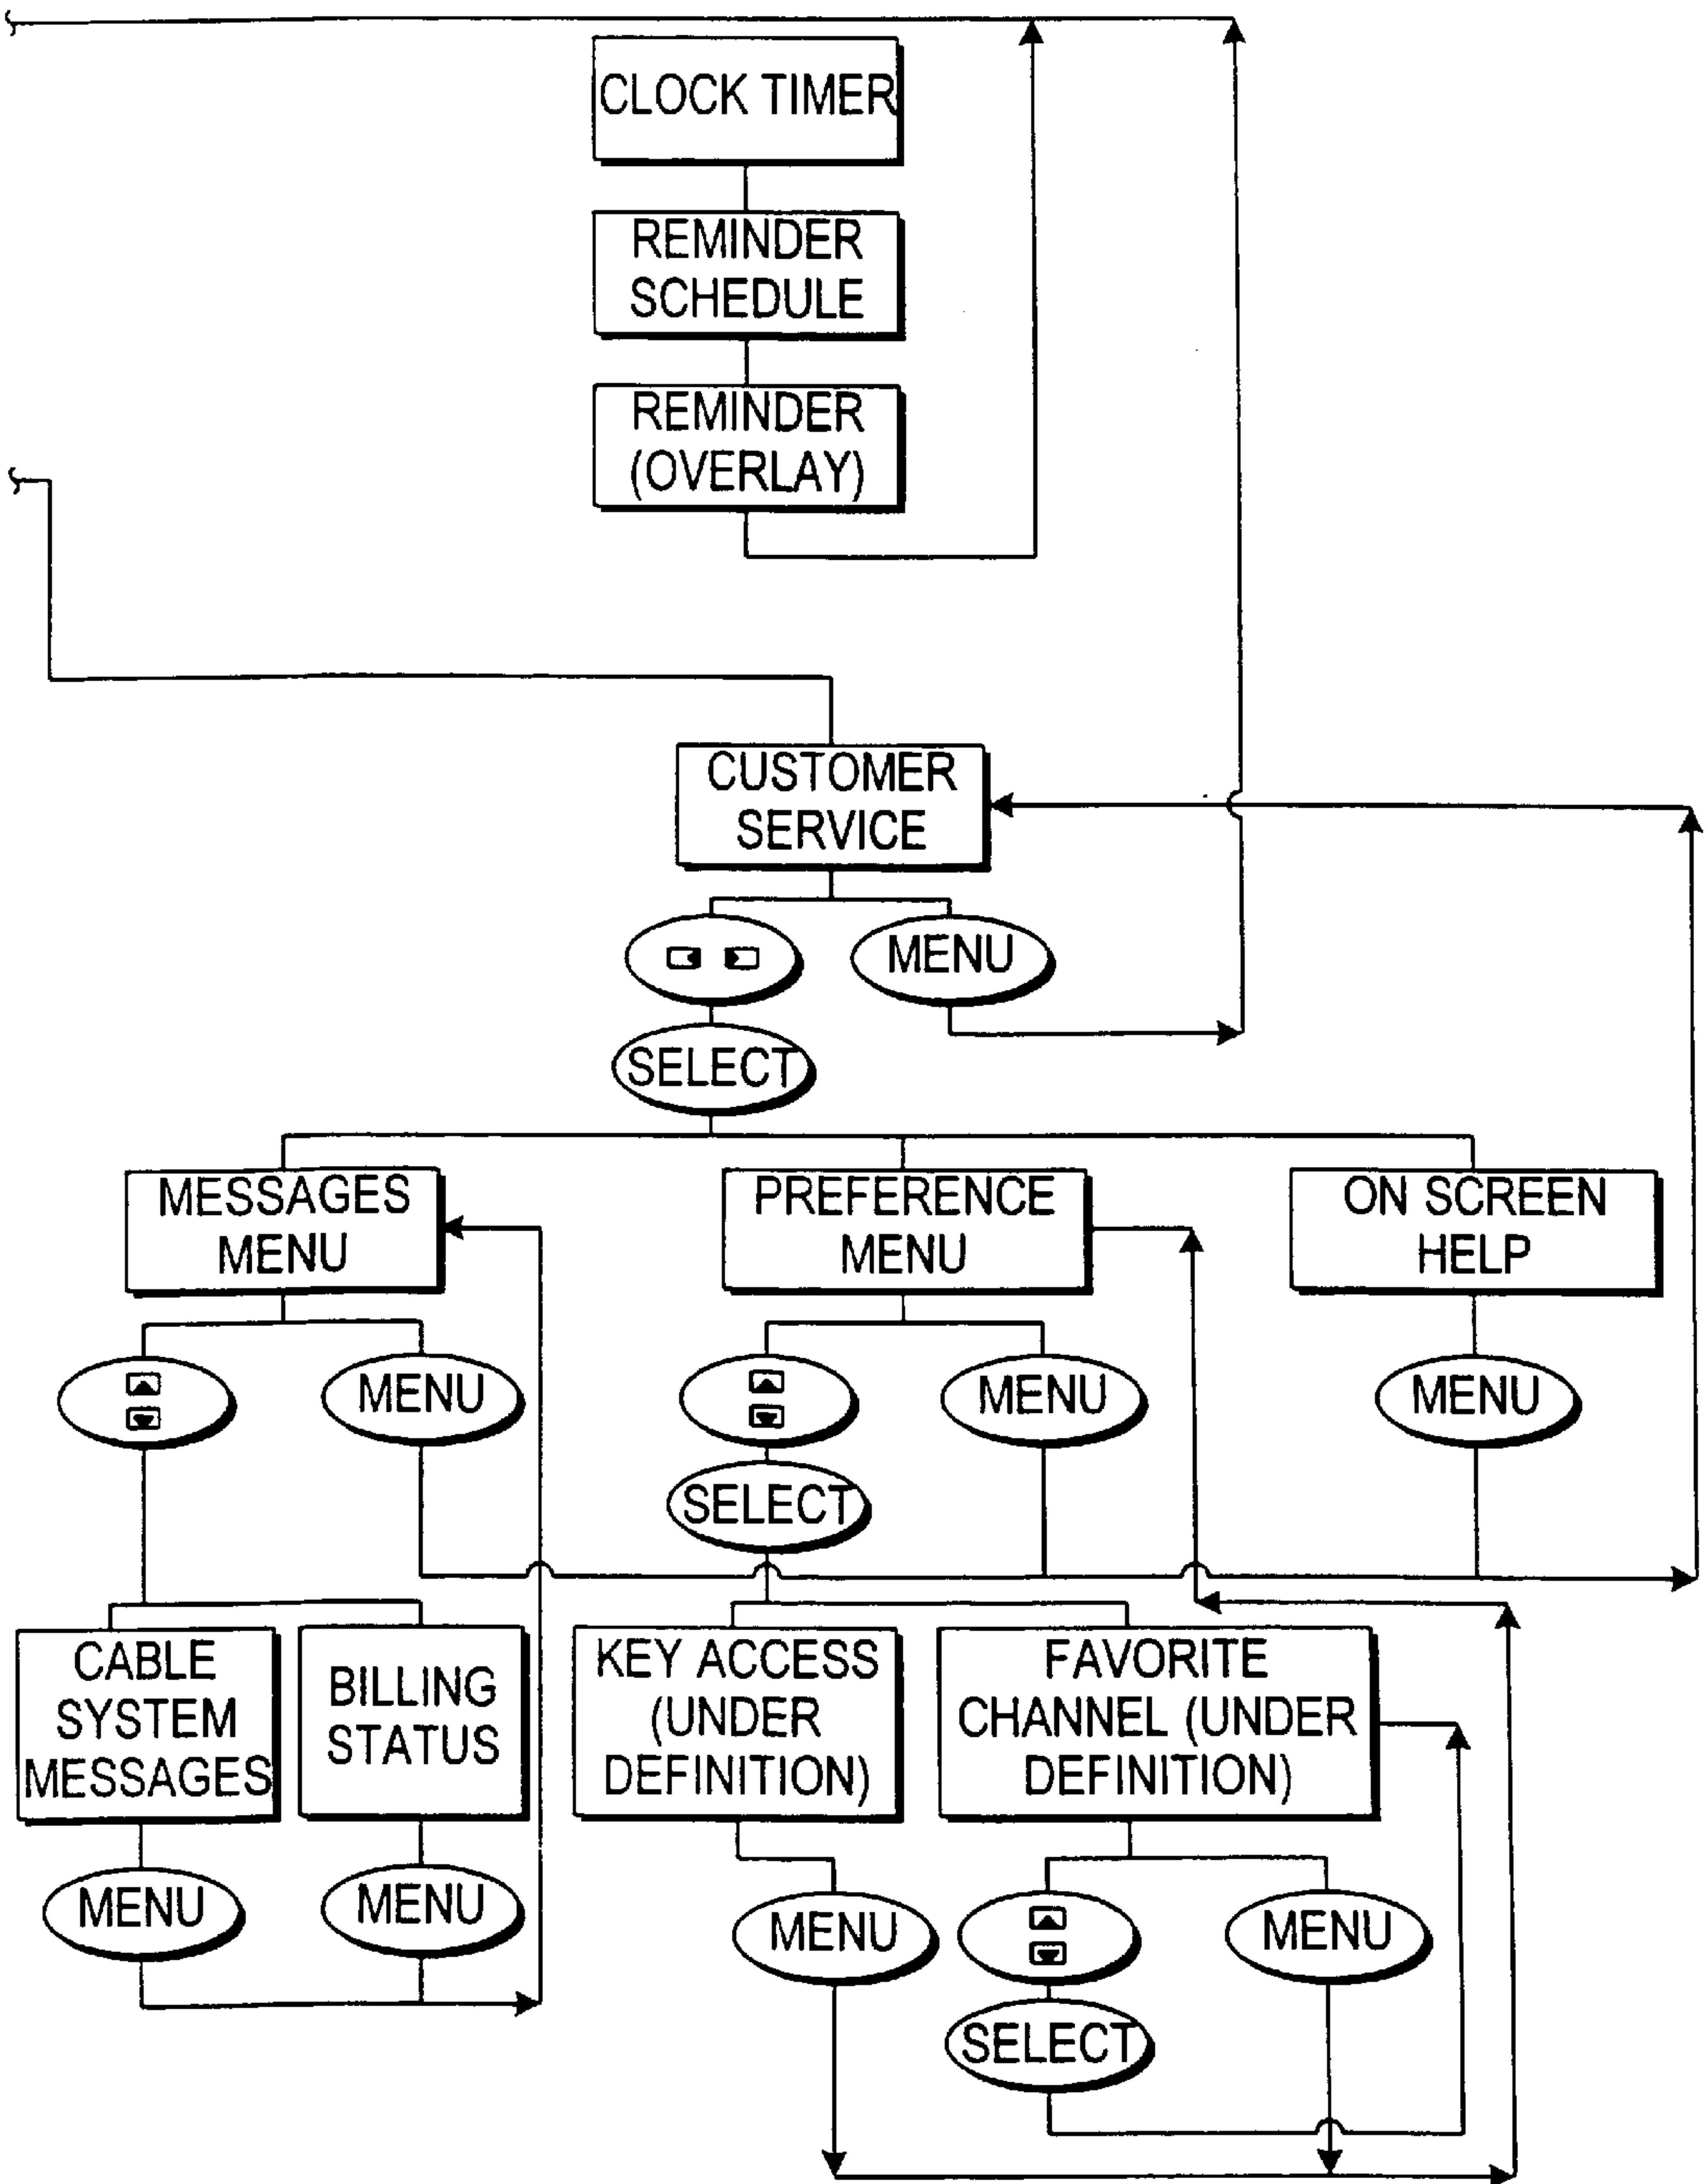 CLOCK TIMER
REMINDER
SCHEDULE
REMINDER
(OVERLAY)
CUSTOMER
SERVICE
MENU
SELECT
MESSAGES
MENU
PREFERENCE
MENU
ON SCREEN
HELP
MENU
MENU
MENU
SELECT
CABLE
SYSTEM
MESSAGES
BILLING
STATUS
KEY ACCESS
(UNDER
DEFINITION)
FAVORITE
CHANNEL (UNDER
DEFINITION)
MENU
MENU
MENU
MENU
SELECT